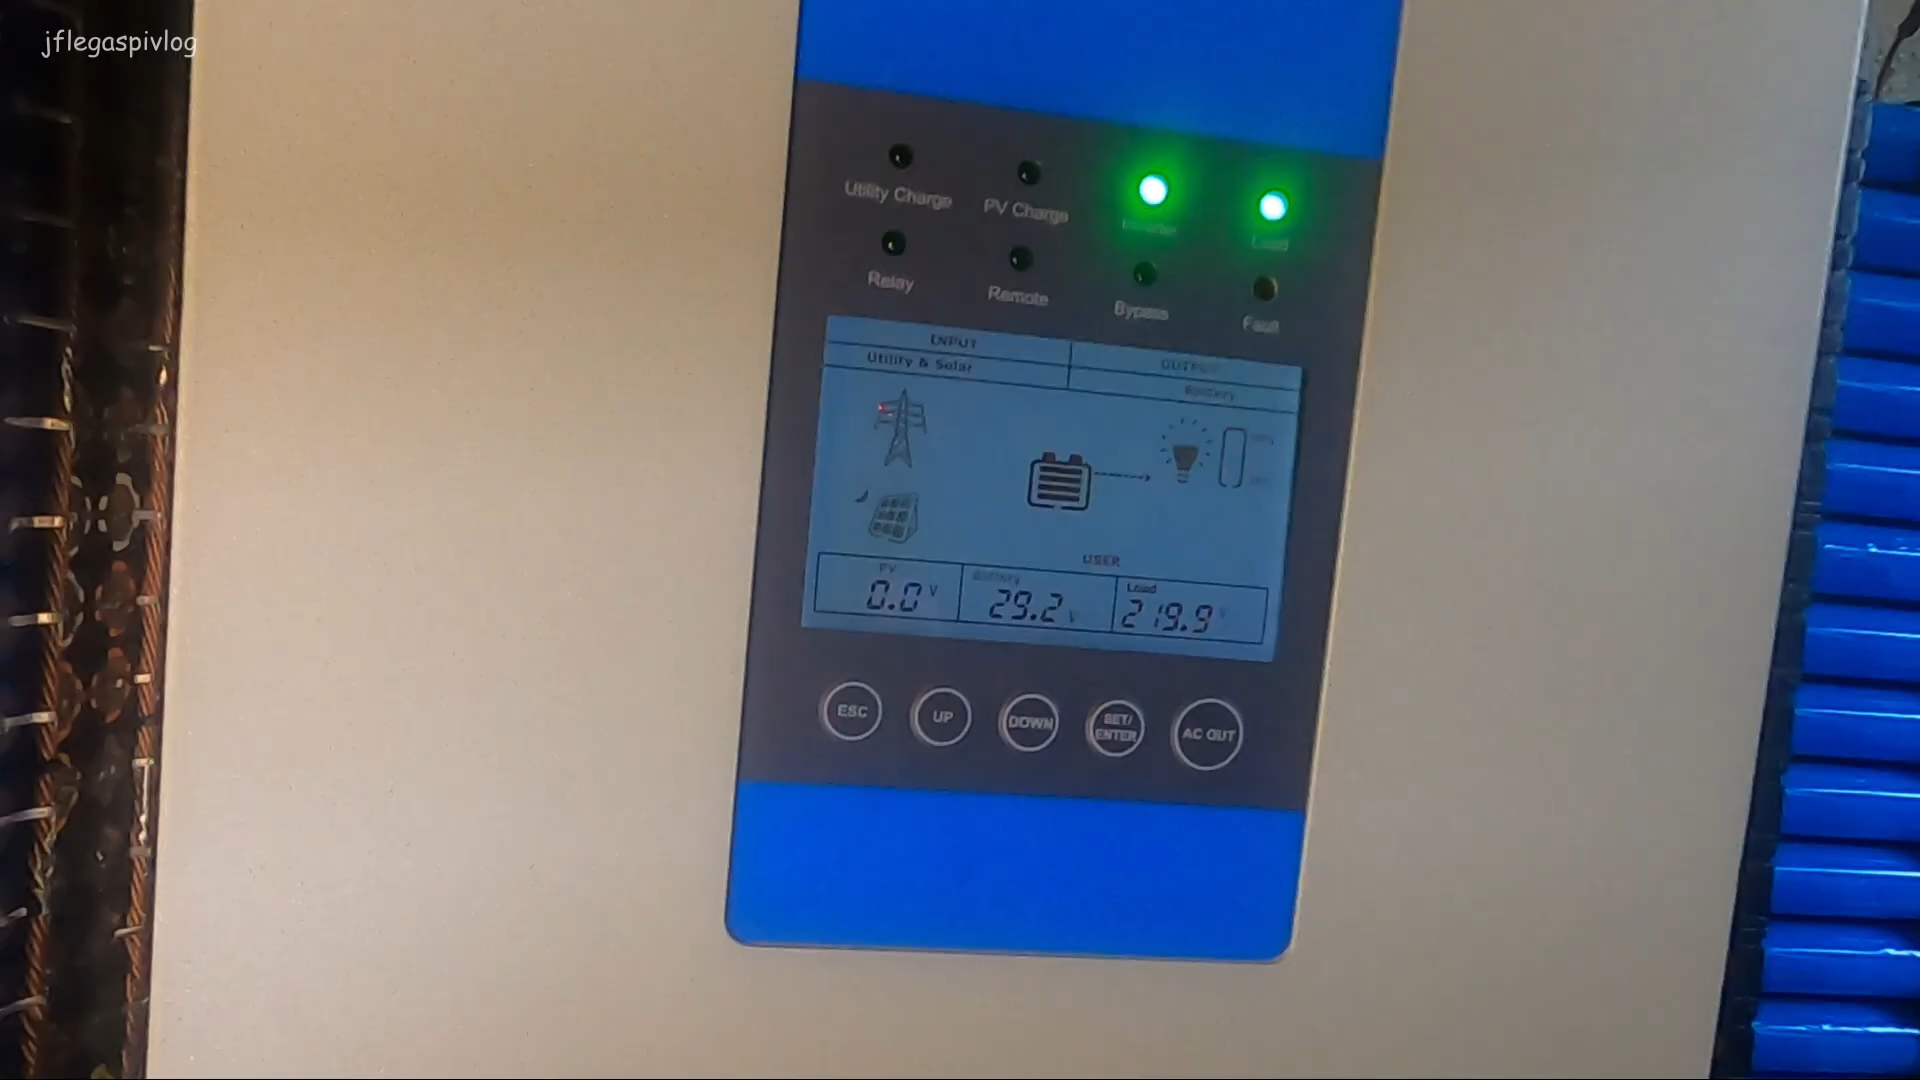 jflegaspivlog
Utility Charge
PV Charge
Load
Relay
Remote
Bypass
Fault
INPUT
OUTPUT
Utility & Solar
Battery
USER
PV
0.0 V
Battery
29.2 V
Load
219.9
ESC
UP
DOWN
SET/
ENTER
AC OUT